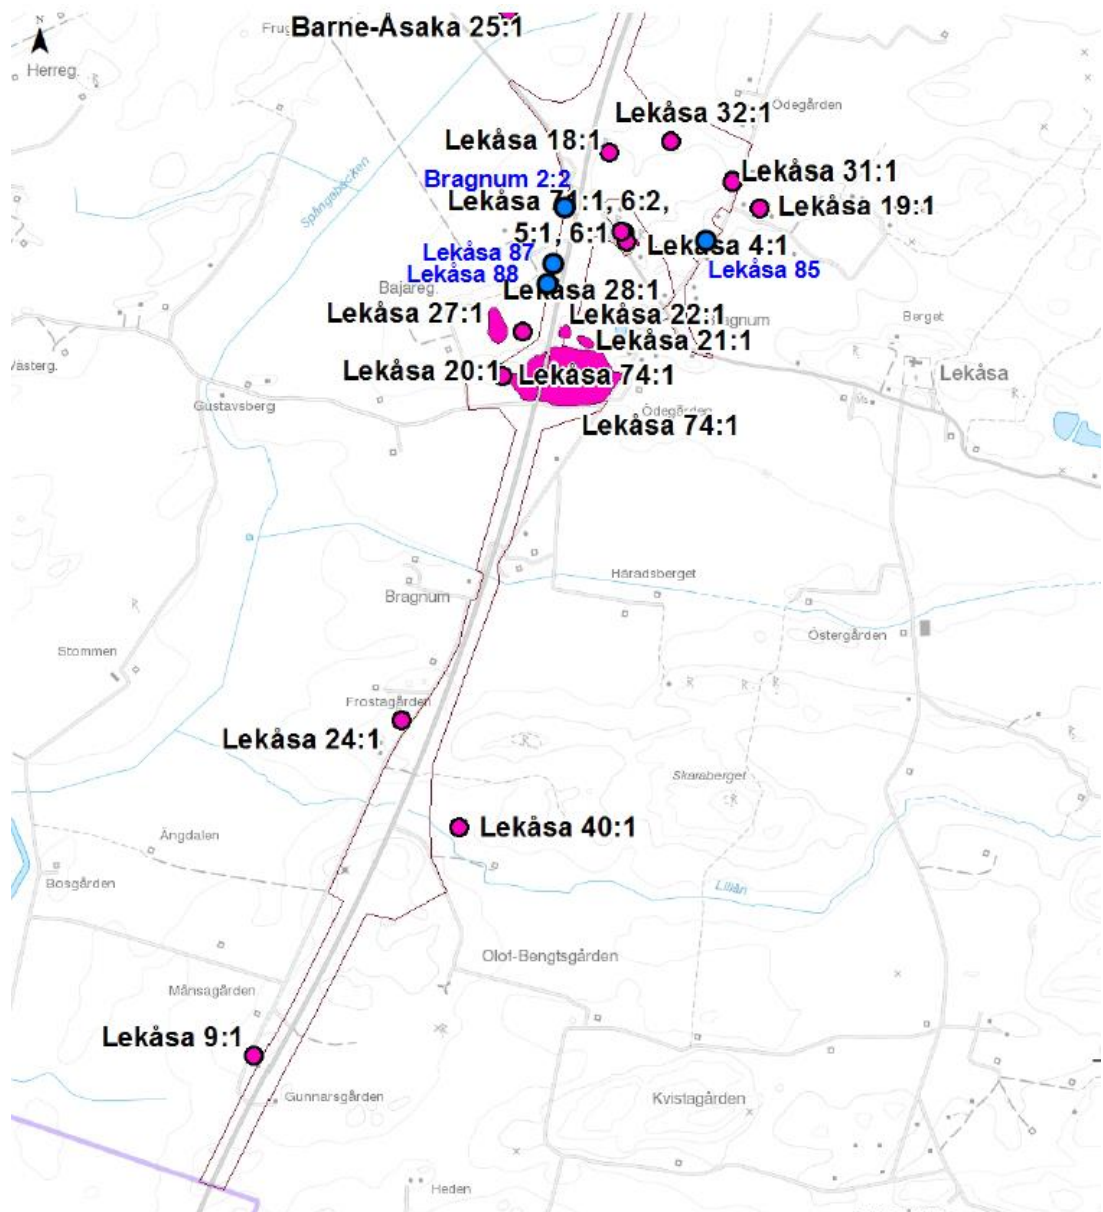 Barne-Åsaka 25:1
N
Herreg.
Ödegården
Lekåsa 32:1
Lekåsa 18:1
Spångabäcken
Lekåsa 31:1
Bragnum 2:2
Lekåsa 71:1, 6:2,
Lekåsa 19:1
5:1, 6:1
Lekåsa 4:1
Lekåsa 87
Lekåsa 85
Lekåsa 88
Bajareg.
Lekåsa 28:1
Lekåsa 27:1
Lekåsa 22:1
Berget
Lekåsa 21:1
Västerg.
Lekåsa 20:1
Lekåsa 74:1
Lekåsa
Gustavsberg
Ödegården
Lekåsa 74:1
Häradsberget
Bragnum
Östergården
Stommen
Frostagården
Lekåsa 24:1
Skaraberget
Lekåsa 40:1
Ängdalen
Bosgården
Lillån
Olof-Bengtsgården
Månsagården
Lekåsa 9:1
Gunnarsgården
Kvistagården
Heden